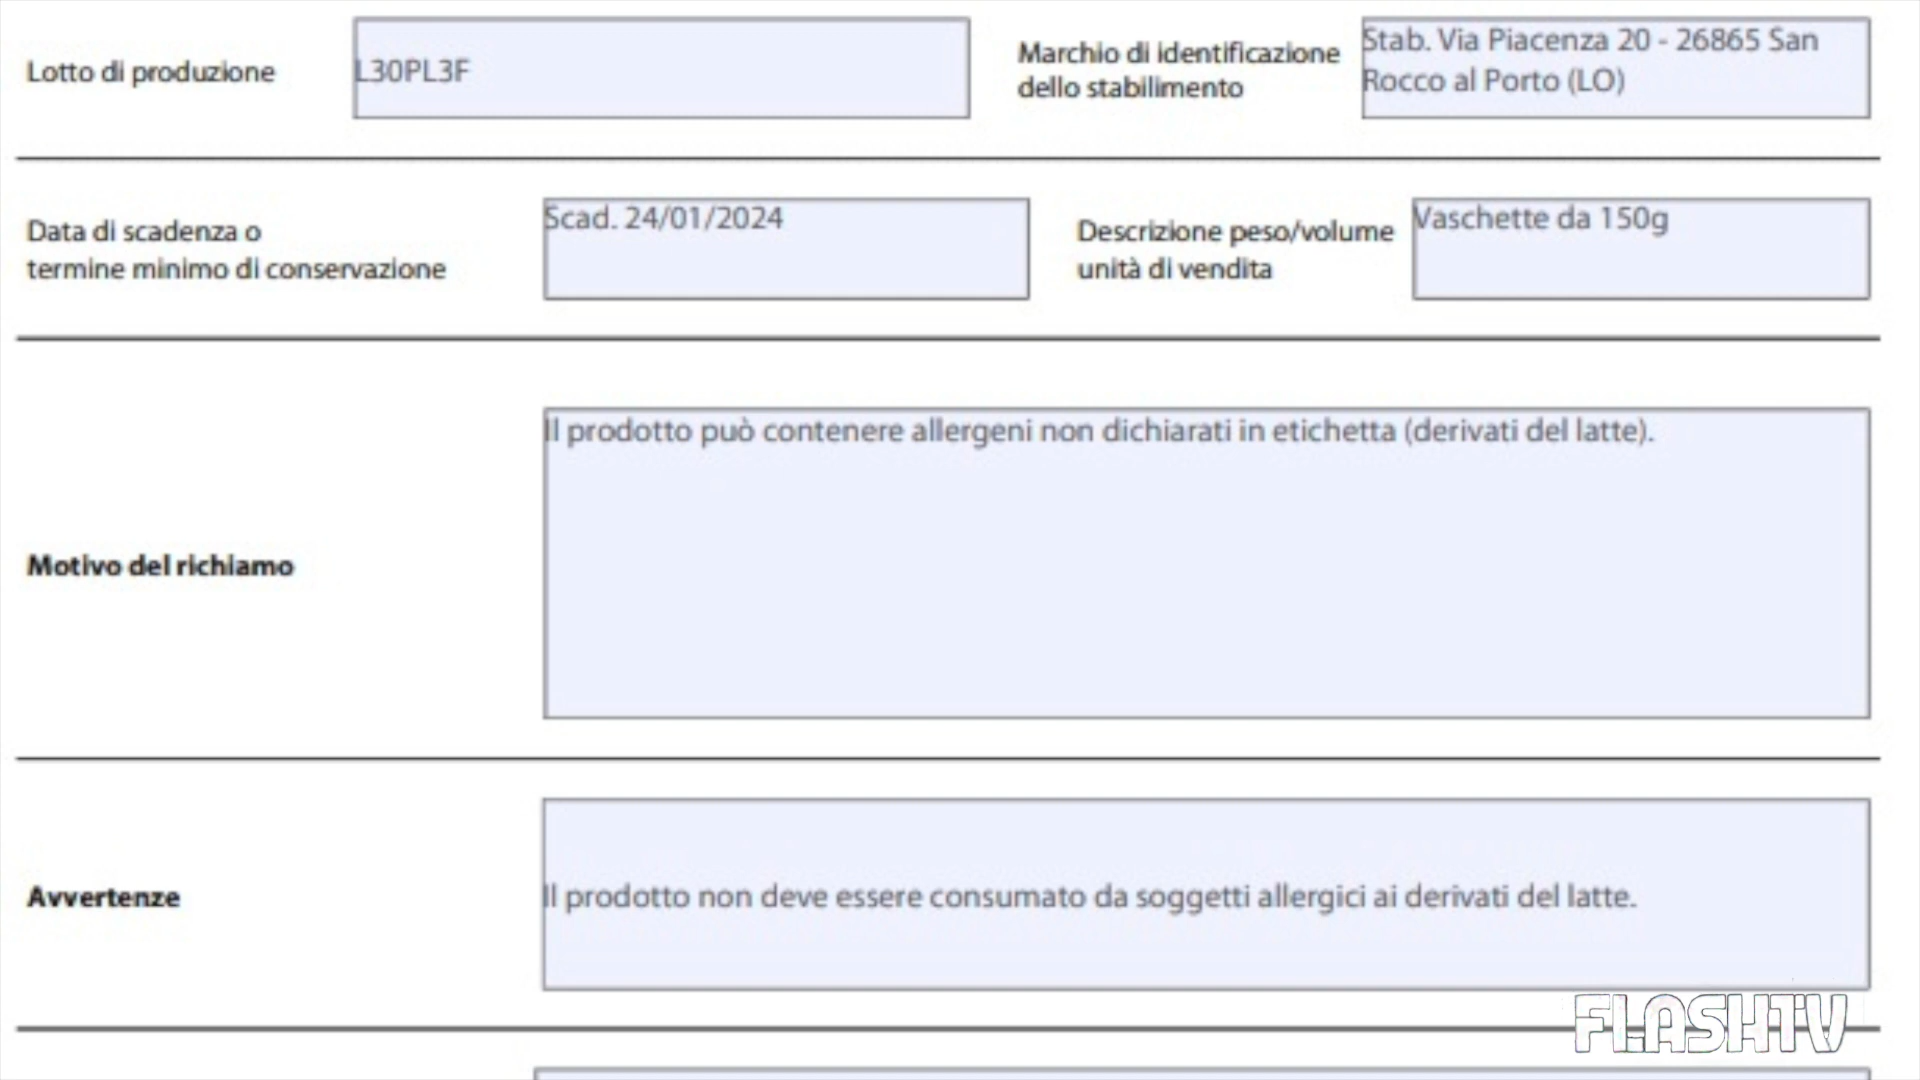 Lotto di produzione
L30PL3F
Marchio di identificazione
dello stabilimento
Stab. Via Piacenza 20 - 26865 San
Rocco al Porto (LO)
Data di scadenza o
termine minimo di conservazione
Scad. 24/01/2024
Descrizione peso/volume
unità di vendita
Vaschette da 150g
Motivo del richiamo
Il prodotto può contenere allergeni non dichiarati in etichetta (derivati del latte).
Avvertenze
Il prodotto non deve essere consumato da soggetti allergici ai derivati del latte.
FLASHTV